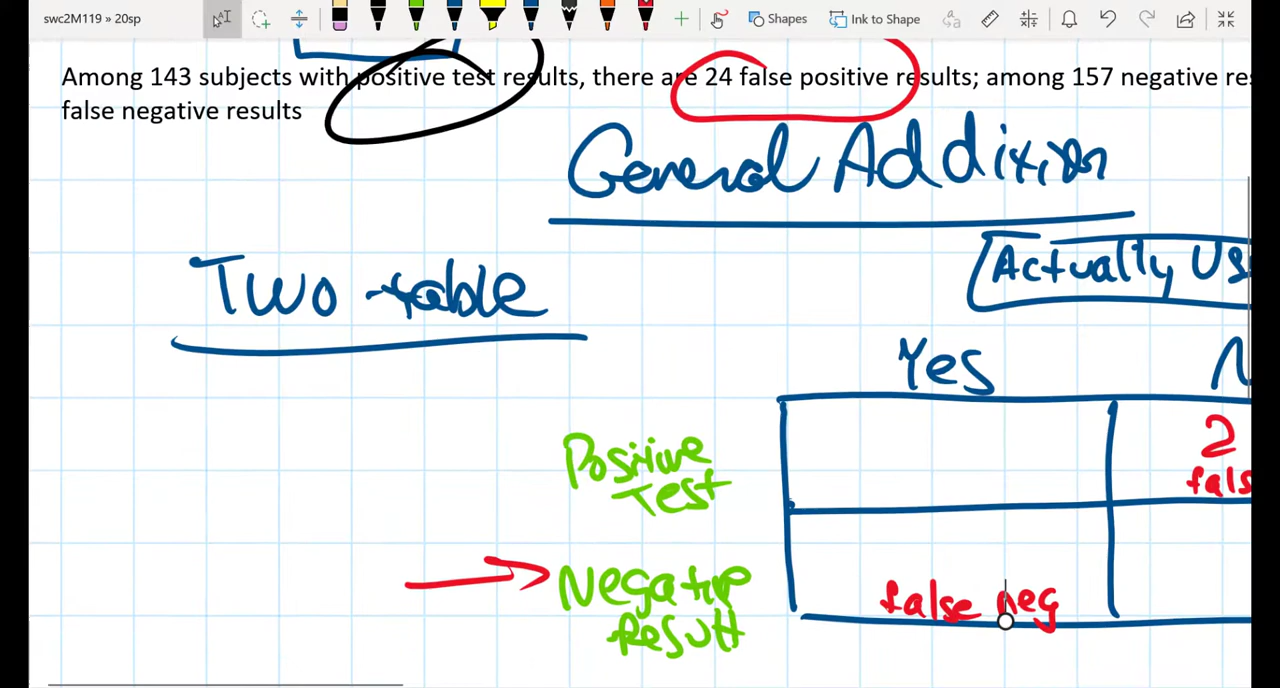 swc2M119 » 20sp
Shapes
Ink to Shape
Among 143 subjects with positive test results, there are 24 false positive results; among 157 negative res
false negative results
General Addition
Two table
Actually Us
Yes
N
Positive
Test
2
fals
Negative
Result
false neg